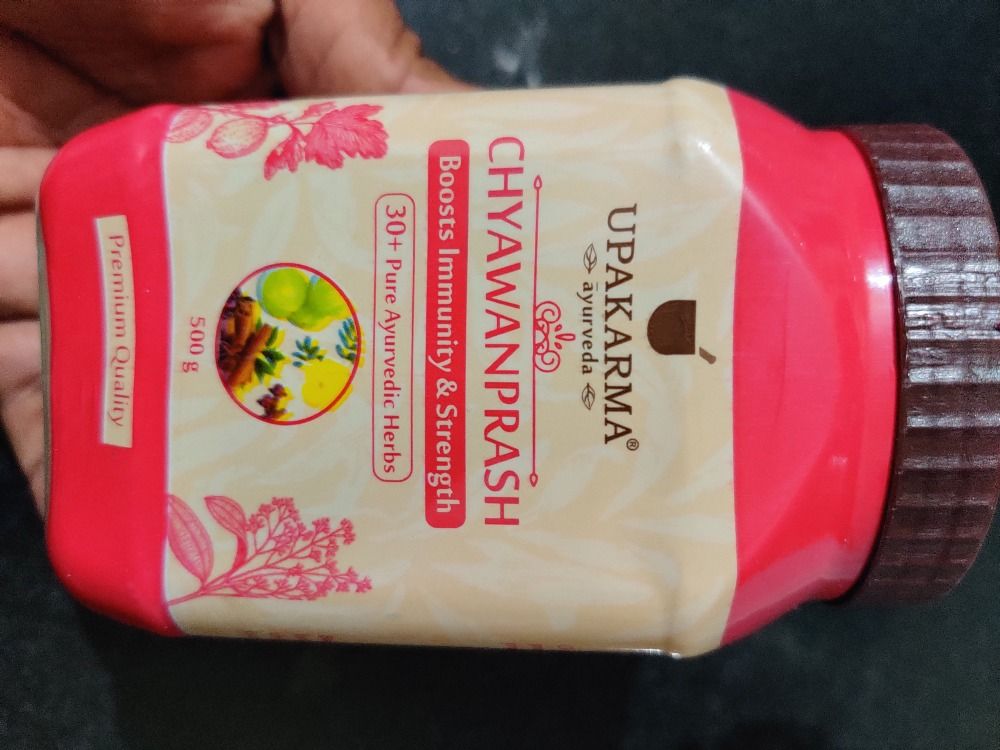 UPAKARMA®
āyurveda
CHYAWANPRASH
Boosts Immunity & Strength
30+ Pure Ayurvedic Herbs
500 g
Premium Quality